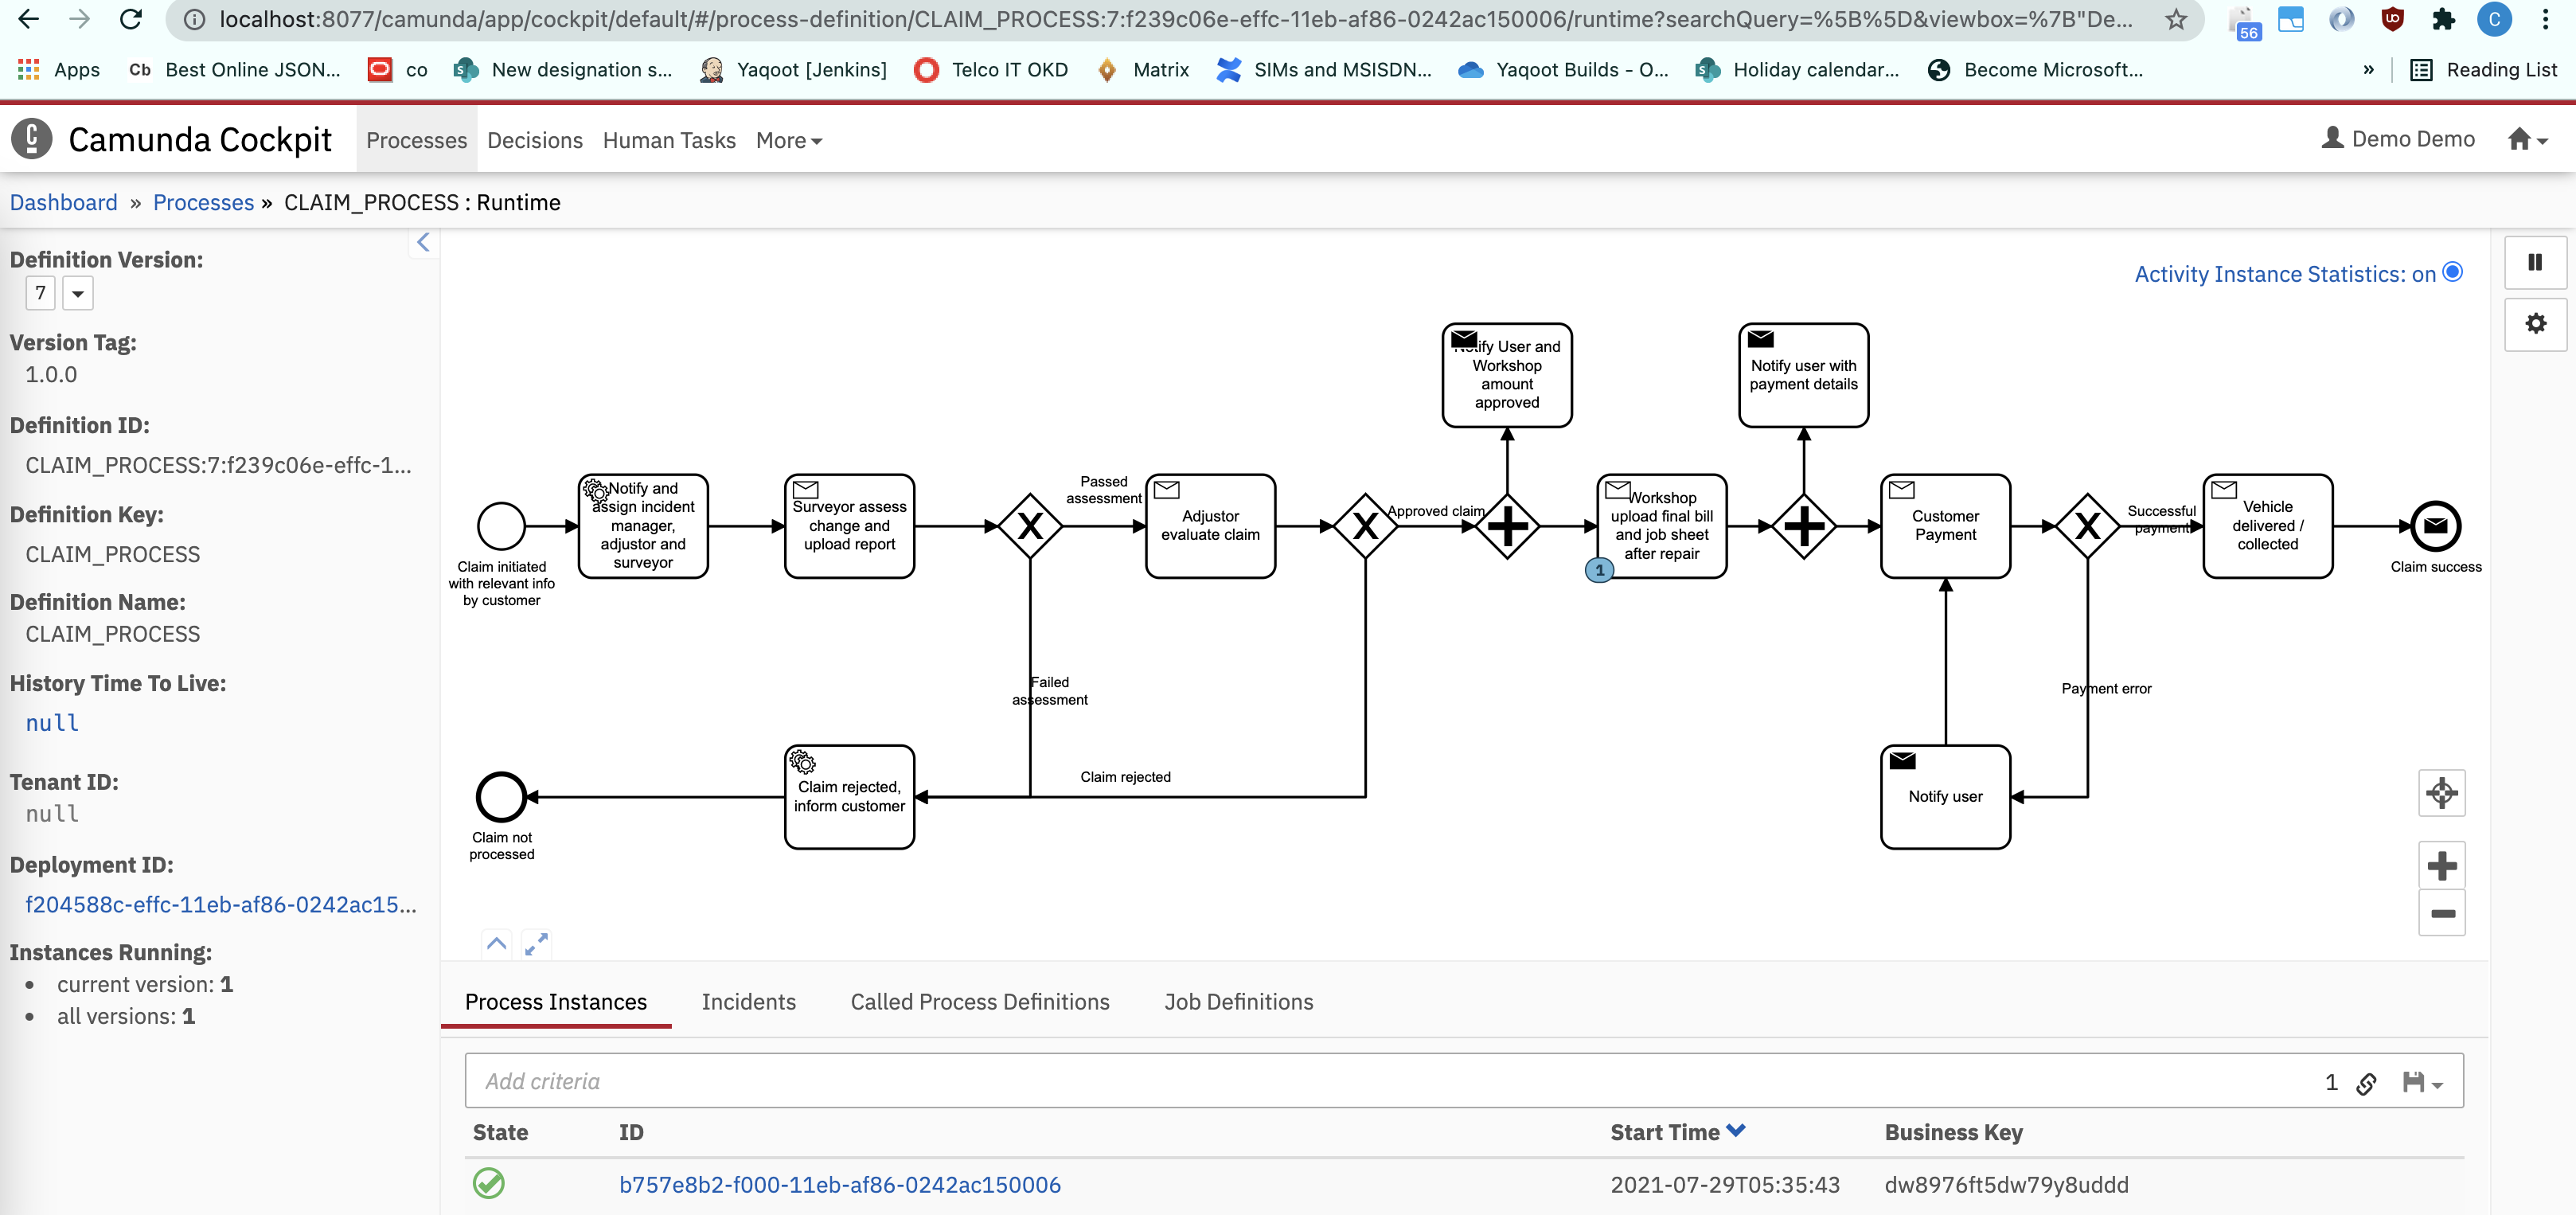 localhost:8077/camunda/app/cockpit/default/#/process-definition/CLAIM_PROCESS:7:f239c06e-effc-11eb-af86-0242ac150006/runtime?searchQuery=%5B%5D&viewbox=%7B"De...
56
C
Apps
Cb Best Online JSON...
co
New designation s...
Yaqoot [Jenkins]
Telco IT OKD
Matrix
SIMs and MSISDN...
Yaqoot Builds - O...
Holiday calendar...
Become Microsoft...
»
Reading List
Camunda Cockpit
Processes
Decisions
Human Tasks
More
Demo Demo
Dashboard » Processes » CLAIM_PROCESS : Runtime
Definition Version:
7
Version Tag:
1.0.0
Definition ID:
CLAIM_PROCESS:7:f239c06e-effc-1...
Definition Key:
CLAIM_PROCESS
Definition Name:
CLAIM_PROCESS
History Time To Live:
null
Tenant ID:
null
Deployment ID:
f204588c-effc-11eb-af86-0242ac15...
Instances Running:
• current version: 1
• all versions: 1
Activity Instance Statistics: on
Claim initiated
with relevant info
by customer
Notify and
assign incident
manager,
adjustor and
surveyor
Surveyor assess
change and
upload report
Passed
assessment
Adjustor
evaluate claim
Approved claim
Notify User and
Workshop
amount
approved
Workshop
upload final bill
and job sheet
after repair
1
Notify user with
payment details
Customer
Payment
Successful
payment
Vehicle
delivered /
collected
Claim success
Failed
assessment
Payment error
Claim rejected
Claim rejected,
inform customer
Claim not
processed
Notify user
Process Instances
Incidents
Called Process Definitions
Job Definitions
Add criteria
1
State
ID
Start Time
Business Key
b757e8b2-f000-11eb-af86-0242ac150006
2021-07-29T05:35:43
dw8976ft5dw79y8uddd